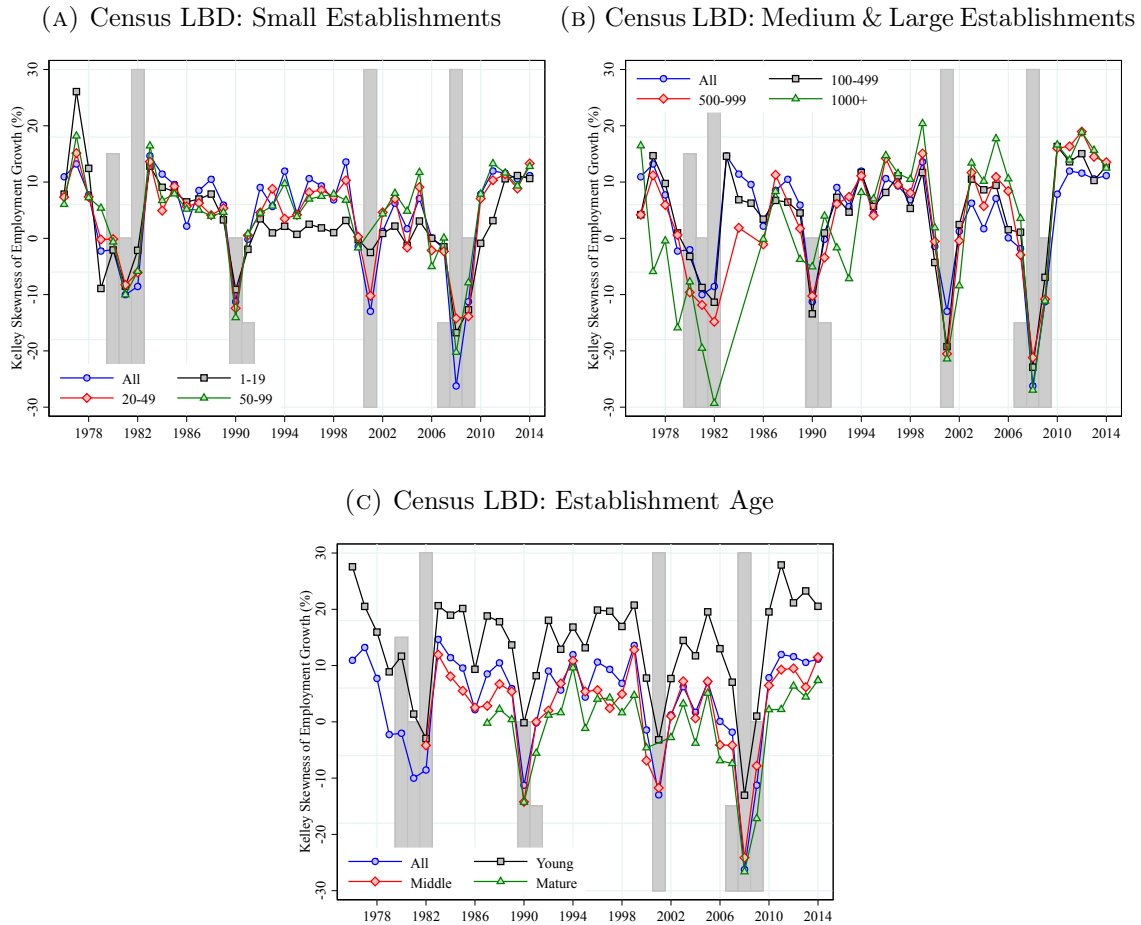 (A) Census LBD: Small Establishments
Kelley Skewness of Employment Growth (%)
30
20
10
0
-10
-20
-30
All
1-19
20-49
50-99
1978 1982 1986 1990 1994 1998 2002 2006 2010 2014
(B) Census LBD: Medium & Large Establishments
Kelley Skewness of Employment Growth (%)
30
20
10
0
-10
-20
-30
All
100-499
500-999
1000+
1978 1982 1986 1990 1994 1998 2002 2006 2010 2014
(C) Census LBD: Establishment Age
Kelley Skewness of Employment Growth (%)
30
20
10
0
-10
-20
-30
All
Young
Middle
Mature
1978 1982 1986 1990 1994 1998 2002 2006 2010 2014